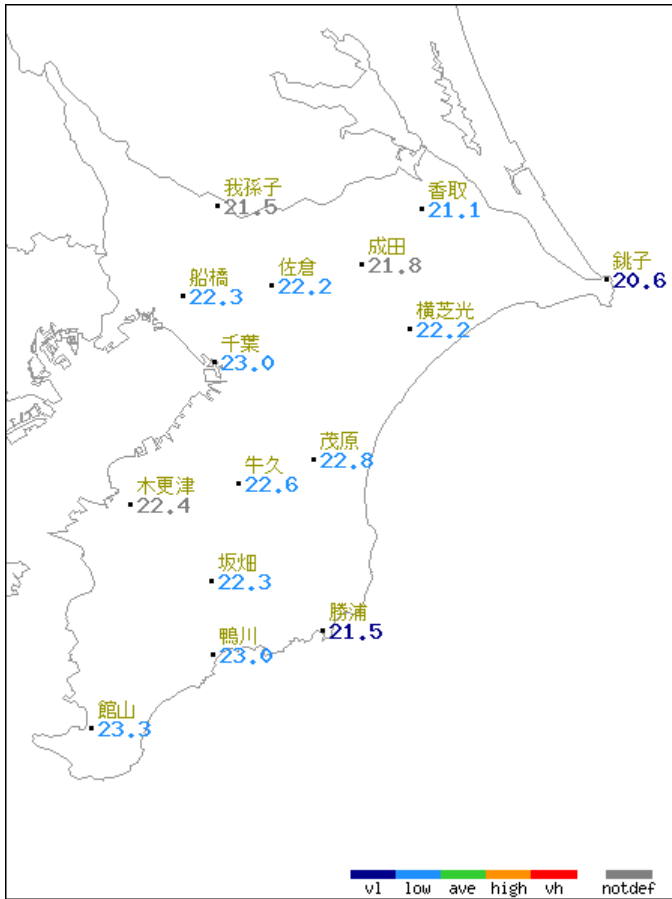 我孫子
21.5
香取
21.1
成田
21.8
銚子
20.6
船橋
22.3
佐倉
22.2
横芝光
22.2
千葉
23.0
茂原
22.8
牛久
22.6
木更津
22.4
坂畑
22.3
勝浦
21.5
鴨川
23.0
館山
23.3
vl low ave high vh notdef